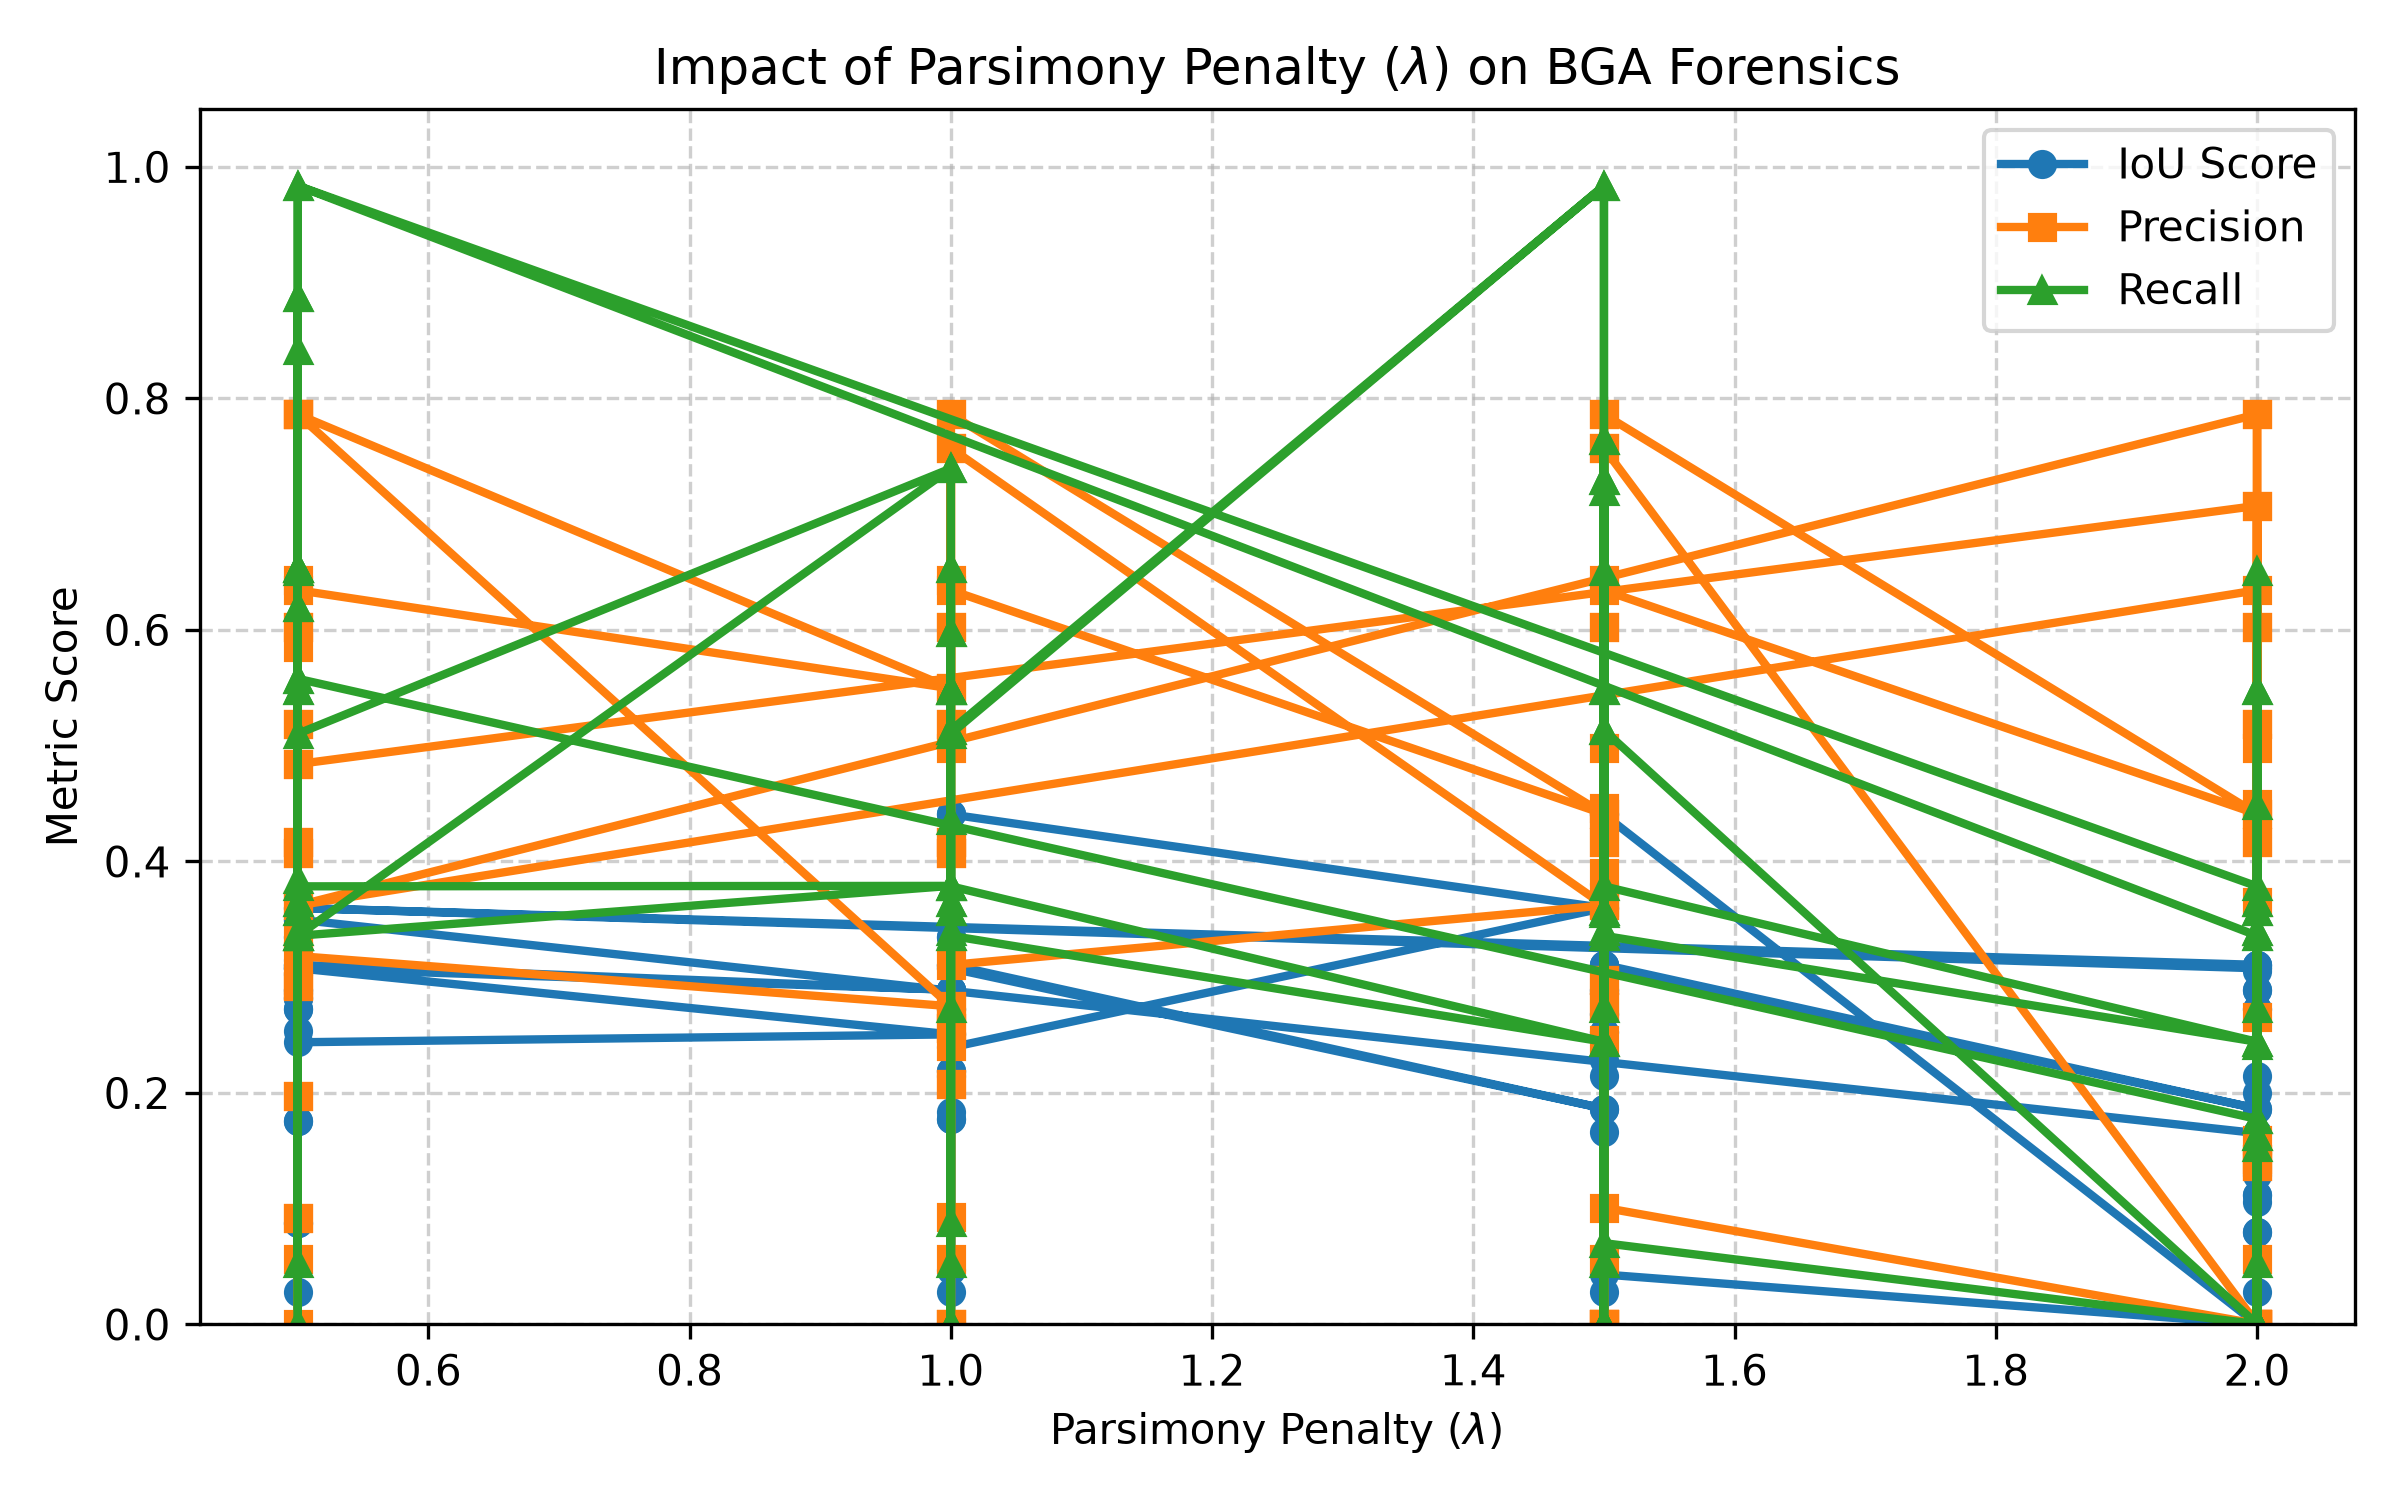 Impact of Parsimony Penalty (λ) on BGA Forensics
IoU Score
Precision
Recall
Metric Score
1.0
0.8
0.6
0.4
0.2
0.0
0.6 0.8 1.0 1.2 1.4 1.6 1.8 2.0
Parsimony Penalty (λ)